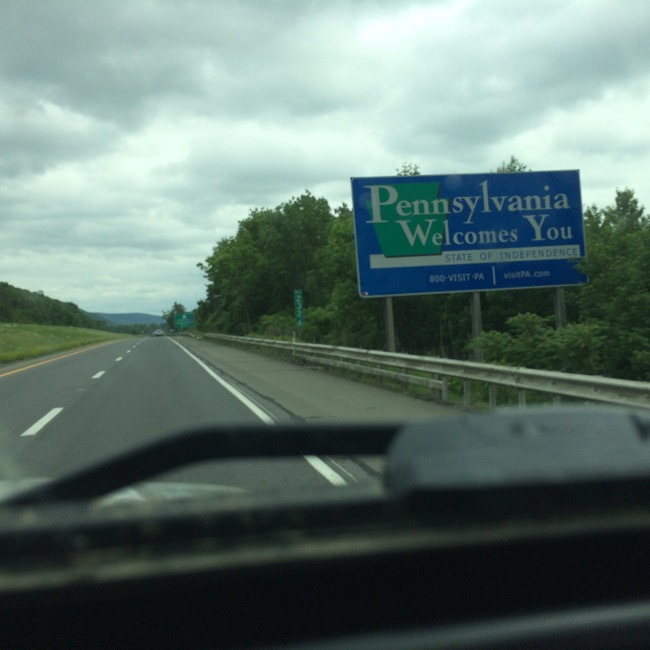 Pennsylvania
Welcomes You
STATE OF INDEPENDENCE
800·VISIT·PA | visitPA.com